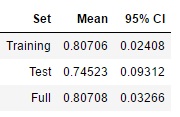 Set Mean 95% CI
Training 0.80706 0.02408
Test 0.74523 0.09312
Full 0.80708 0.03266